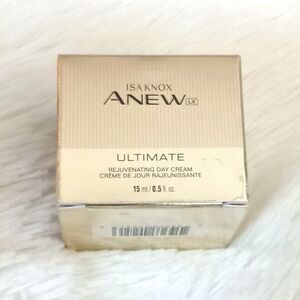 ISA KNOX
ANEW LX
ULTIMATE
REJUVENATING DAY CREAM
CRÈME DE JOUR RAJEUNISSANTE
15 ml / 0.5 fl. oz.